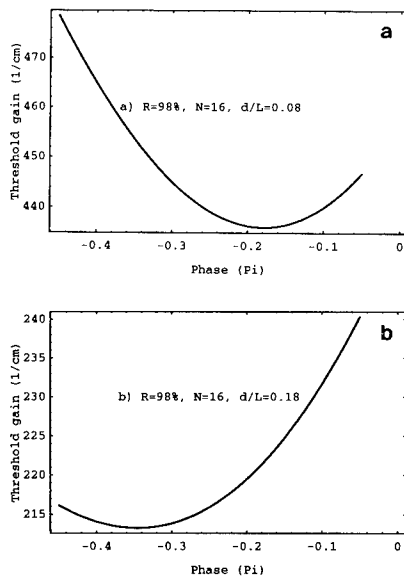 a
Threshold gain (1/cm)
470
460
450
440
a) R=98%, N=16, d/L=0.08
-0.4 -0.3 -0.2 -0.1 0
Phase (Pi)
b
Threshold gain (1/cm)
240
235
230
225
220
215
b) R=98%, N=16, d/L=0.18
-0.4 -0.3 -0.2 -0.1 0
Phase (Pi)